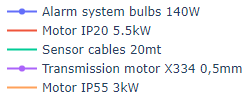 Alarm system bulbs 140W
Motor IP20 5.5kW
Sensor cables 20mt
Transmission motor X334 0,5mm
Motor IP55 3kW